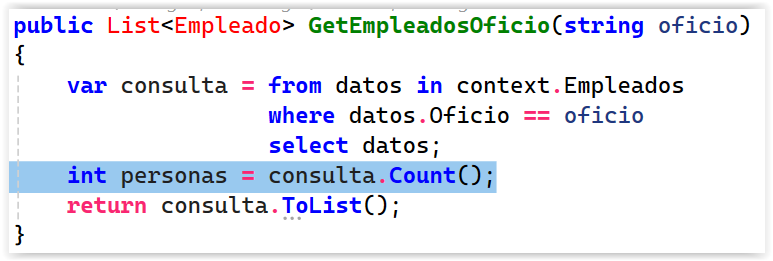 public List<Empleado> GetEmpleadosOficio(string oficio)
{
    var consulta = from datos in context.Empleados
                   where datos.Oficio == oficio
                   select datos;
    int personas = consulta.Count();
    return consulta.ToList();
}